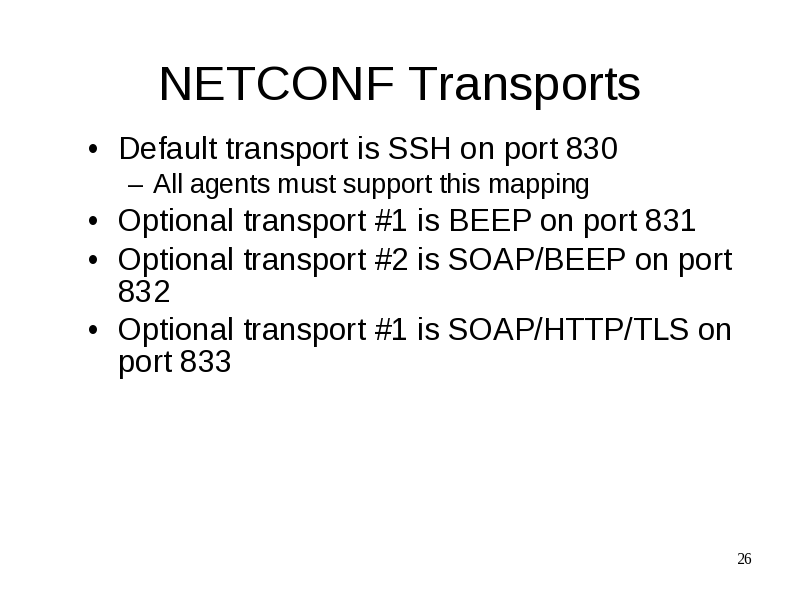 NETCONF Transports
• Default transport is SSH on port 830
– All agents must support this mapping
• Optional transport #1 is BEEP on port 831
• Optional transport #2 is SOAP/BEEP on port
832
• Optional transport #1 is SOAP/HTTP/TLS on
port 833
26